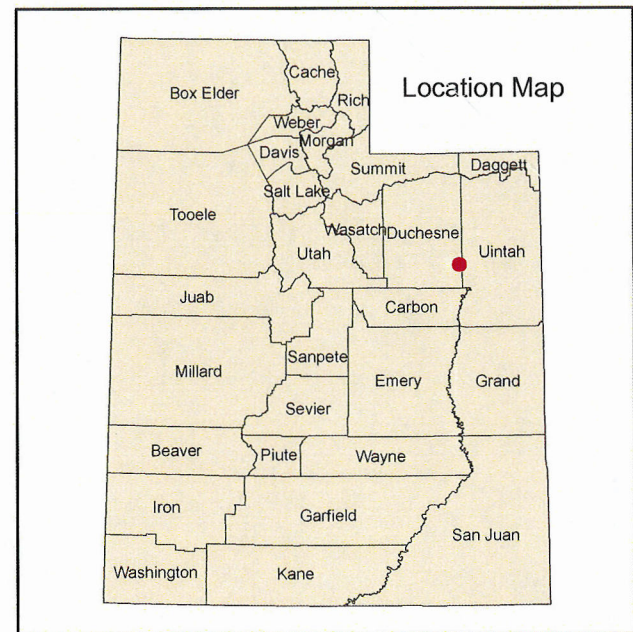 Location Map
Cache
Box Elder
Rich
Weber
Morgan
Davis
Summit
Daggett
Salt Lake
Tooele
Wasatch
Duchesne
Utah
Uintah
Juab
Carbon
Sanpete
Millard
Emery
Grand
Sevier
Beaver
Piute
Wayne
Iron
Garfield
San Juan
Washington
Kane